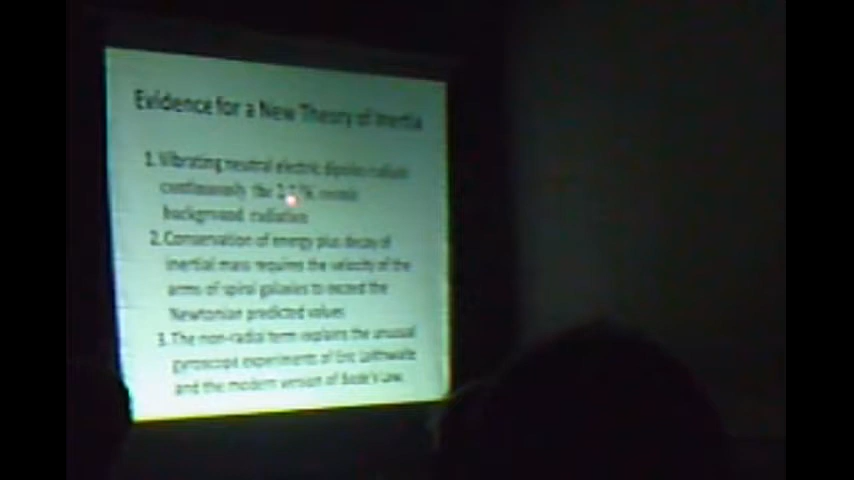 Evidence for a New Theory of Inertia
1. Vibrating neutral electric dipoles radiate
continuously the 2.7°K cosmic
background radiation
2. Conservation of energy plus decay of
inertial mass requires the velocity of the
arms of spiral galaxies to exceed the
Newtonian predicted values
3. The non-radial term explains the unusual
gyroscope experiments of Eric Laithwaite
and the modern version of Bode's Law.